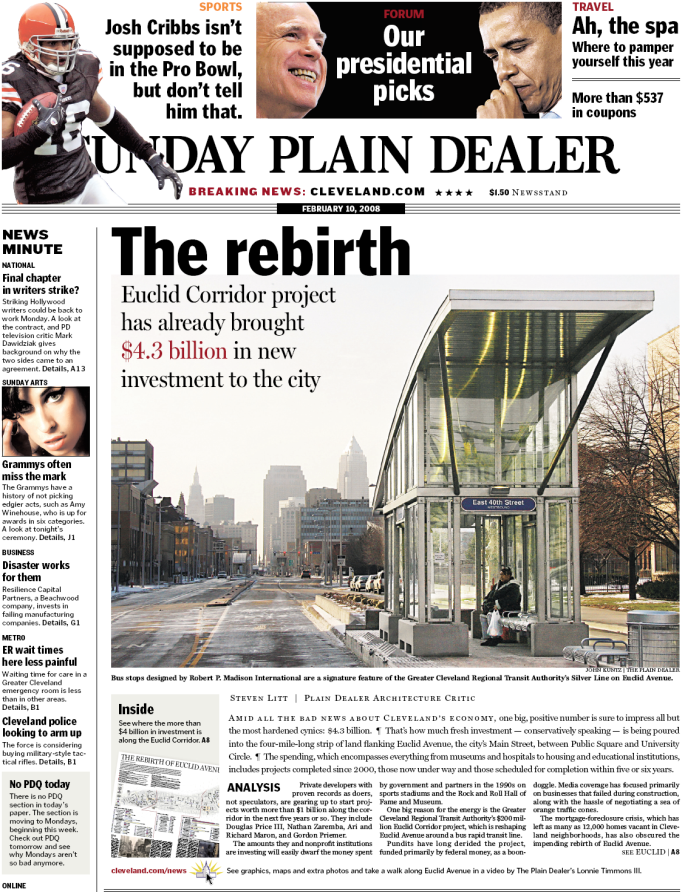 SPORTS
Josh Cribbs isn't
supposed to be
in the Pro Bowl,
but don't tell
him that.
FORUM
Our
presidential
picks
TRAVEL
Ah, the spa
Where to pamper
yourself this year
More than $537
in coupons
SUNDAY PLAIN DEALER
BREAKING NEWS: CLEVELAND.COM ★★★★ $1.50 NEWSSTAND
FEBRUARY 10, 2008
NEWS
MINUTE
NATIONAL
Final chapter
in writers strike?
Striking Hollywood
writers could be back to
work Monday. A look at
the contract, and PD
television critic Mark
Dawidziak gives
background on why the
two sides came to an
agreement. Details, A13
SUNDAY ARTS
Grammys often
miss the mark
The Grammys have a
history of not picking
edgier acts, such as Amy
Winehouse, who is up for
awards in six categories.
A look at tonight's
ceremony. Details, J1
BUSINESS
Disaster works
for them
Resilience Capital
Partners, a Beachwood
company, invests in
failing manufacturing
companies. Details, G1
METRO
ER wait times
here less painful
Waiting time for care in a
Greater Cleveland
emergency room is less
than in other areas.
Details, B1
Cleveland police
looking to arm up
The force is considering
buying military-style tac-
tical rifles. Details, B1
No PDQ today
There is no PDQ
section in today's
paper. The section is
moving to Mondays,
beginning this week.
Check out PDQ
tomorrow and see
why Mondays aren't
so bad anymore.
ONLINE
The rebirth
Euclid Corridor project
has already brought
$4.3 billion in new
investment to the city
East 40th Street
JOHN KUNTZ | THE PLAIN DEALER
Bus stops designed by Robert P. Madison International are a signature feature of the Greater Cleveland Regional Transit Authority's Silver Line on Euclid Avenue.
Inside
See where the more than
$4 billion in investment is
along the Euclid Corridor. A8
THE REBIRTH OF EUCLID AVENUE
STEVEN LITT | PLAIN DEALER ARCHITECTURE CRITIC
AMID ALL THE BAD NEWS ABOUT CLEVELAND'S ECONOMY, one big, positive number is sure to impress all but
the most hardened cynics: $4.3 billion. ¶ That's how much fresh investment — conservatively speaking — is being poured
into the four-mile-long strip of land flanking Euclid Avenue, the city's Main Street, between Public Square and University
Circle. ¶ The spending, which encompasses everything from museums and hospitals to housing and educational institutions,
includes projects completed since 2000, those now under way and those scheduled for completion within five or six years.
ANALYSIS
Private developers with
proven records as doers,
not speculators, are gearing up to start proj-
ects worth more than $1 billion along the cor-
ridor in the next five years or so. They include
Douglas Price III, Nathan Zaremba, Ari and
Richard Maron, and Gordon Priemer.
The amounts they and nonprofit institutions
are investing will easily dwarf the money spent
by government and partners in the 1990s on
sports stadiums and the Rock and Roll Hall of
Fame and Museum.
One big reason for the energy is the Greater
Cleveland Regional Transit Authority's $200 mil-
lion Euclid Corridor project, which is reshaping
Euclid Avenue around a bus rapid transit line.
Pundits have long derided the project,
funded primarily by federal money, as a boon-
doggle. Media coverage has focused primarily
on businesses that failed during construction,
along with the hassle of negotiating a sea of
orange traffic cones.
The mortgage-foreclosure crisis, which has
left as many as 12,000 homes vacant in Cleve-
land neighborhoods, has also obscured the
impending rebirth of Euclid Avenue.
SEE EUCLID | A8
cleveland.com/news See graphics, maps and extra photos and take a walk along Euclid Avenue in a video by The Plain Dealer's Lonnie Timmons III.